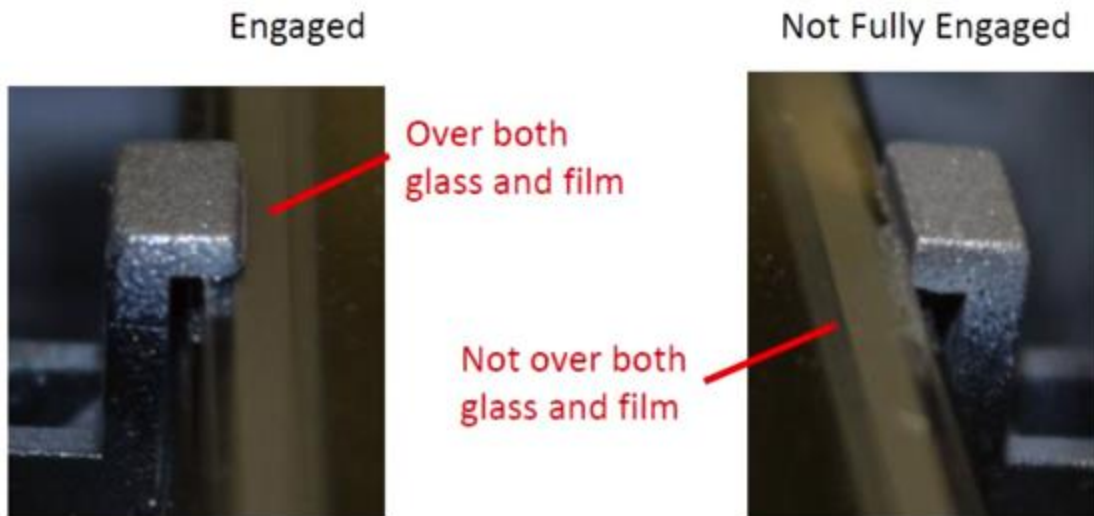 Engaged
Not Fully Engaged
Over both
glass and film
Not over both
glass and film